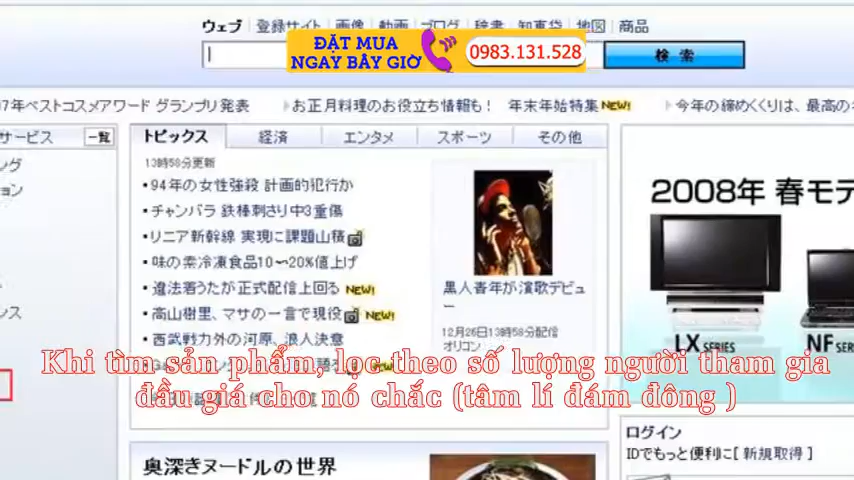 ウェブ 登録サイト 画像 動画 ブログ 辞書 知恵袋 地図 商品
ĐẶT MUA
NGAY BÂY GIỜ
0983.131.528
検索
7年ベストコスメアワード グランプリ発表 お正月料理のお役立ち情報も! 年末年始特集 NEW! 今年の締めくくりは、最高の
サービス 一覧
トピックス 経済 エンタメ スポーツ その他
13時58分更新
・94年の女性強殺 計画的犯行か
・チャンバラ 鉄棒刺さり中3重傷
・リニア新幹線 実現に課題山積
・味の素冷凍食品10~20%値上げ
・違法着うたが正式配信上回る NEW!
・高山樹里、マサの一言で現役 NEW!
・西武戦力外の河原、浪人決意
黒人青年が演歌デビュ
ー
12月26日13時58分配信
オリコン
2008年 春モデ
LX SERIES
NF SERIE
Khi tìm sản phẩm, lọc theo số lượng người tham gia
đầu giá cho nó chắc (tâm lí đám đông )
ログイン
IDでもっと便利に[ 新規取得 ]
奥深きヌードルの世界